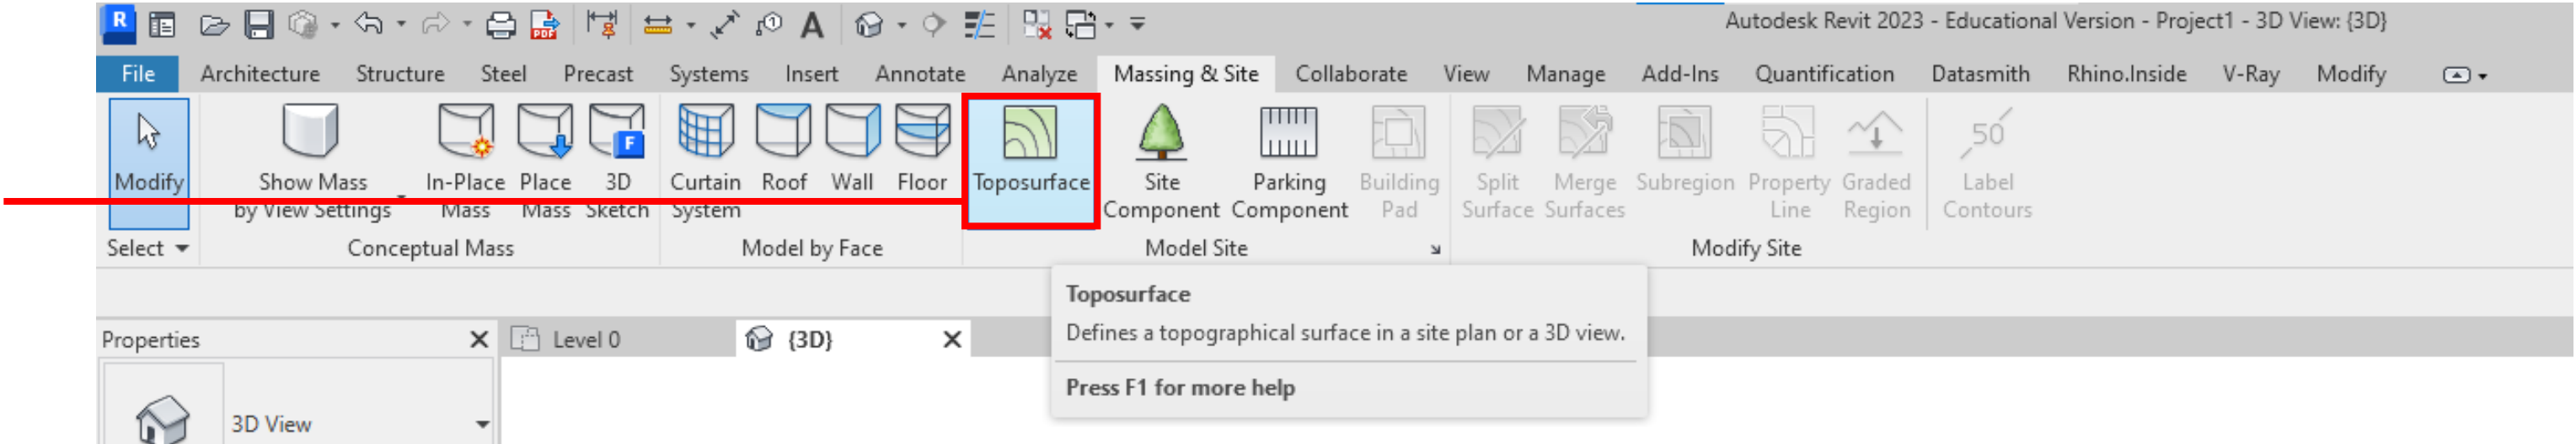 R PDF 1 A Autodesk Revit 2023 - Educational Version - Project1 - 3D View: {3D}
File Architecture Structure Steel Precast Systems Insert Annotate Analyze Massing & Site Collaborate View Manage Add-Ins Quantification Datasmith Rhino.Inside V-Ray Modify
F 50
Modify Show Mass In-Place Place 3D Curtain Roof Wall Floor Toposurface Site Parking Building Split Merge Subregion Property Graded Label
by View Settings Mass Mass Sketch System Component Component Pad Surface Surfaces Line Region Contours
Select Conceptual Mass Model by Face Model Site Modify Site
Toposurface
Defines a topographical surface in a site plan or a 3D view.
Press F1 for more help
Properties Level 0 {3D}
3D View